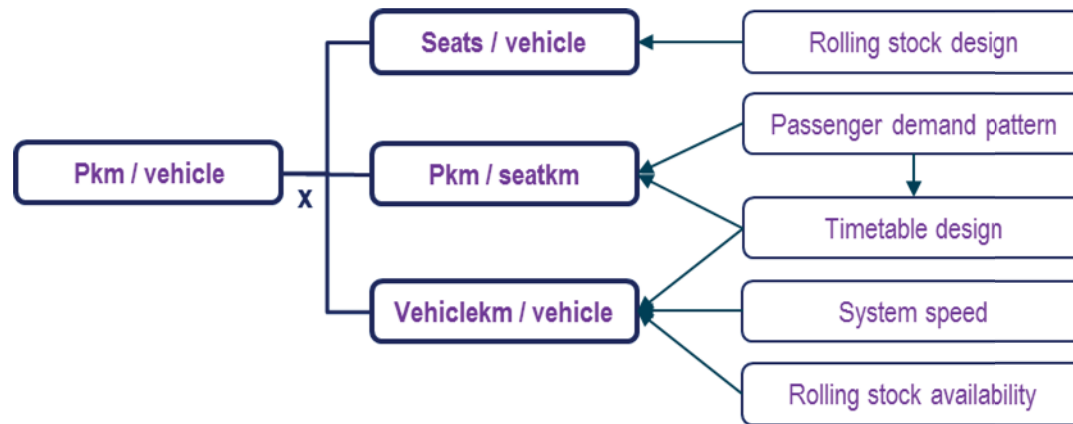 Seats / vehicle
Rolling stock design
Passenger demand pattern
Pkm / vehicle
x
Pkm / seatkm
Timetable design
Vehiclekm / vehicle
System speed
Rolling stock availability